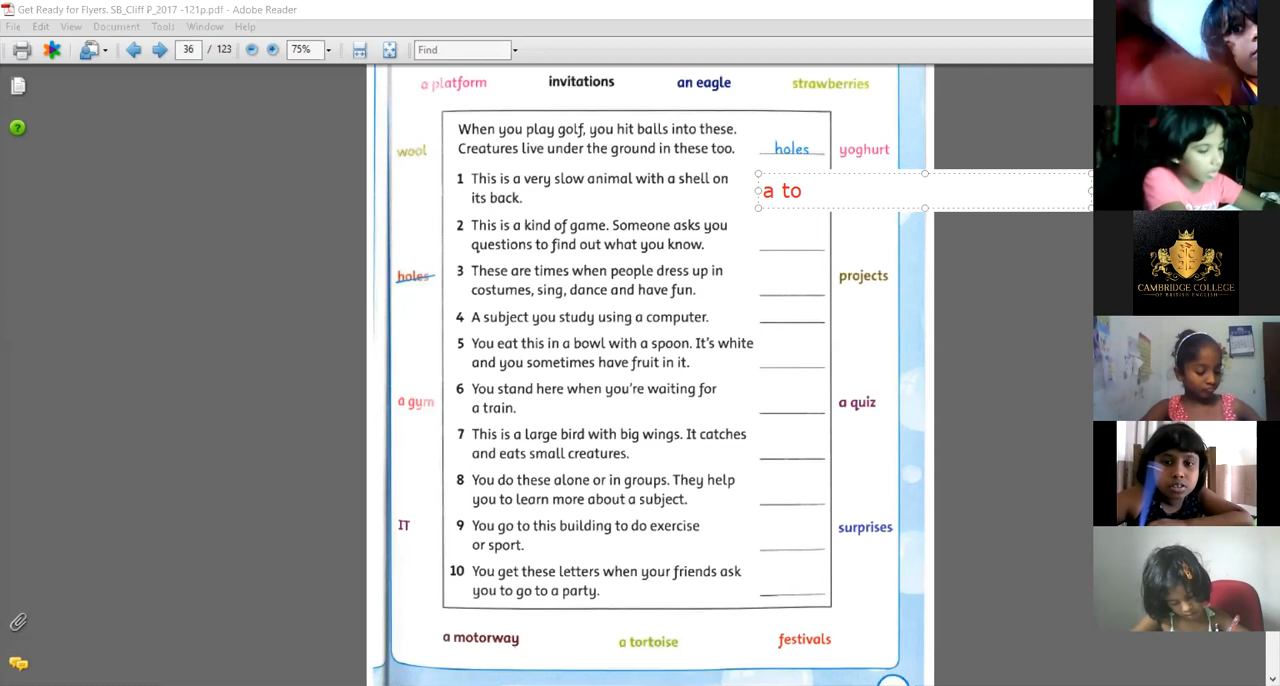 Get Ready for Flyers. SB_Cliff P_2017 -121p.pdf - Adobe Reader
File Edit View Document Tools Window Help
36 / 123 75% Find
a platform invitations an eagle strawberries
When you play golf, you hit balls into these.
Creatures live under the ground in these too. holes
wool
yoghurt
1 This is a very slow animal with a shell on
its back.
a to
2 This is a kind of game. Someone asks you
questions to find out what you know.
holes
3 These are times when people dress up in
costumes, sing, dance and have fun.
projects
4 A subject you study using a computer.
5 You eat this in a bowl with a spoon. It's white
and you sometimes have fruit in it.
6 You stand here when you're waiting for
a train.
a gym
a quiz
7 This is a large bird with big wings. It catches
and eats small creatures.
8 You do these alone or in groups. They help
you to learn more about a subject.
IT
9 You go to this building to do exercise
or sport.
surprises
10 You get these letters when your friends ask
you to go to a party.
a motorway a tortoise festivals
CAMBRIDGE COLLEGE
OF BRITISH ENGLISH